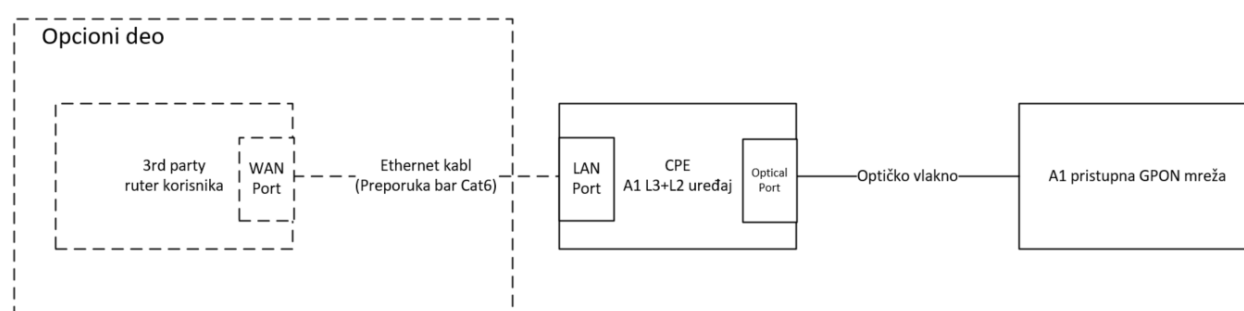 Opcioni deo
3rd party
ruter korisnika
WAN
Port
Ethernet kabl
(Preporuka bar Cat6)
LAN
Port
CPE
A1 L3+L2 uređaj
Optical
Port
Optičko vlakno
A1 pristupna GPON mreža